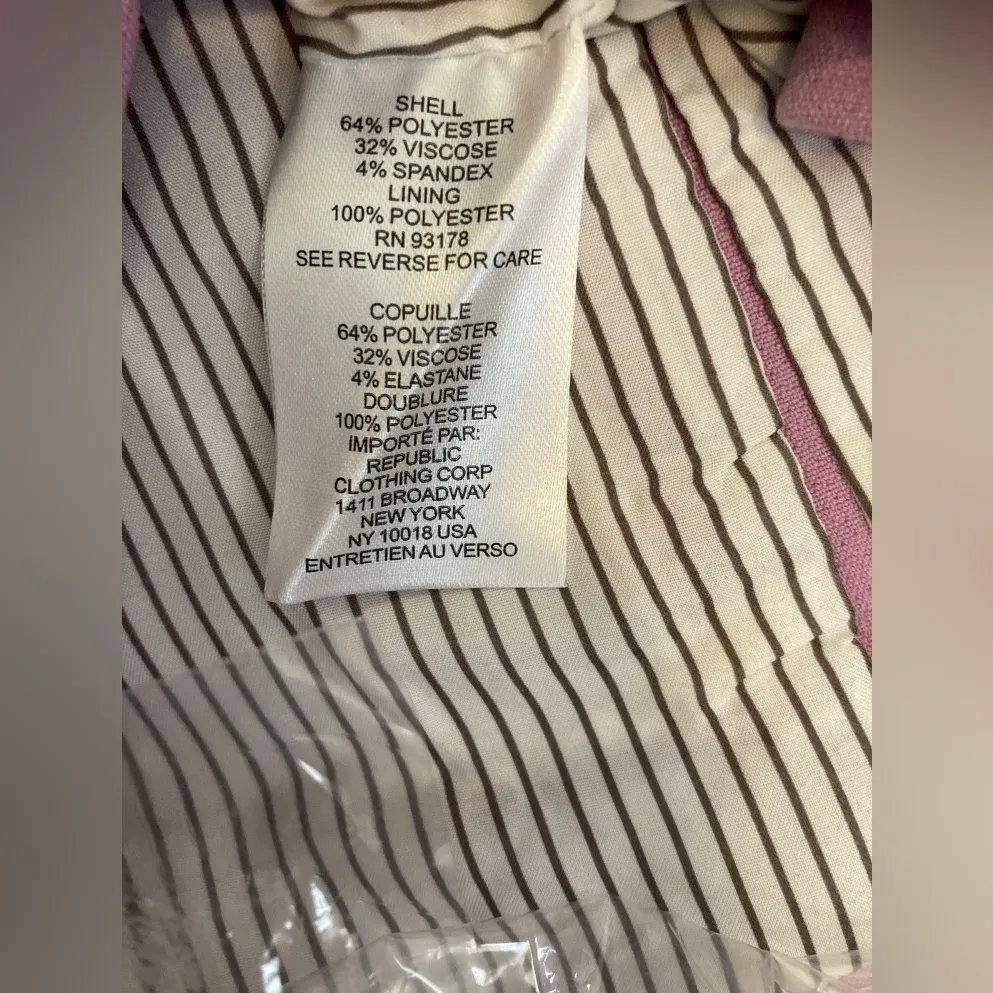 SHELL
64% POLYESTER
32% VISCOSE
4% SPANDEX
LINING
100% POLYESTER
RN 93178
SEE REVERSE FOR CARE
COPUILLE
64% POLYESTER
32% VISCOSE
4% ELASTANE
DOUBLURE
100% POLYESTER
IMPORTÉ PAR:
REPUBLIC
CLOTHING CORP
1411 BROADWAY
NEW YORK
NY 10018 USA
ENTRETIEN AU VERSO